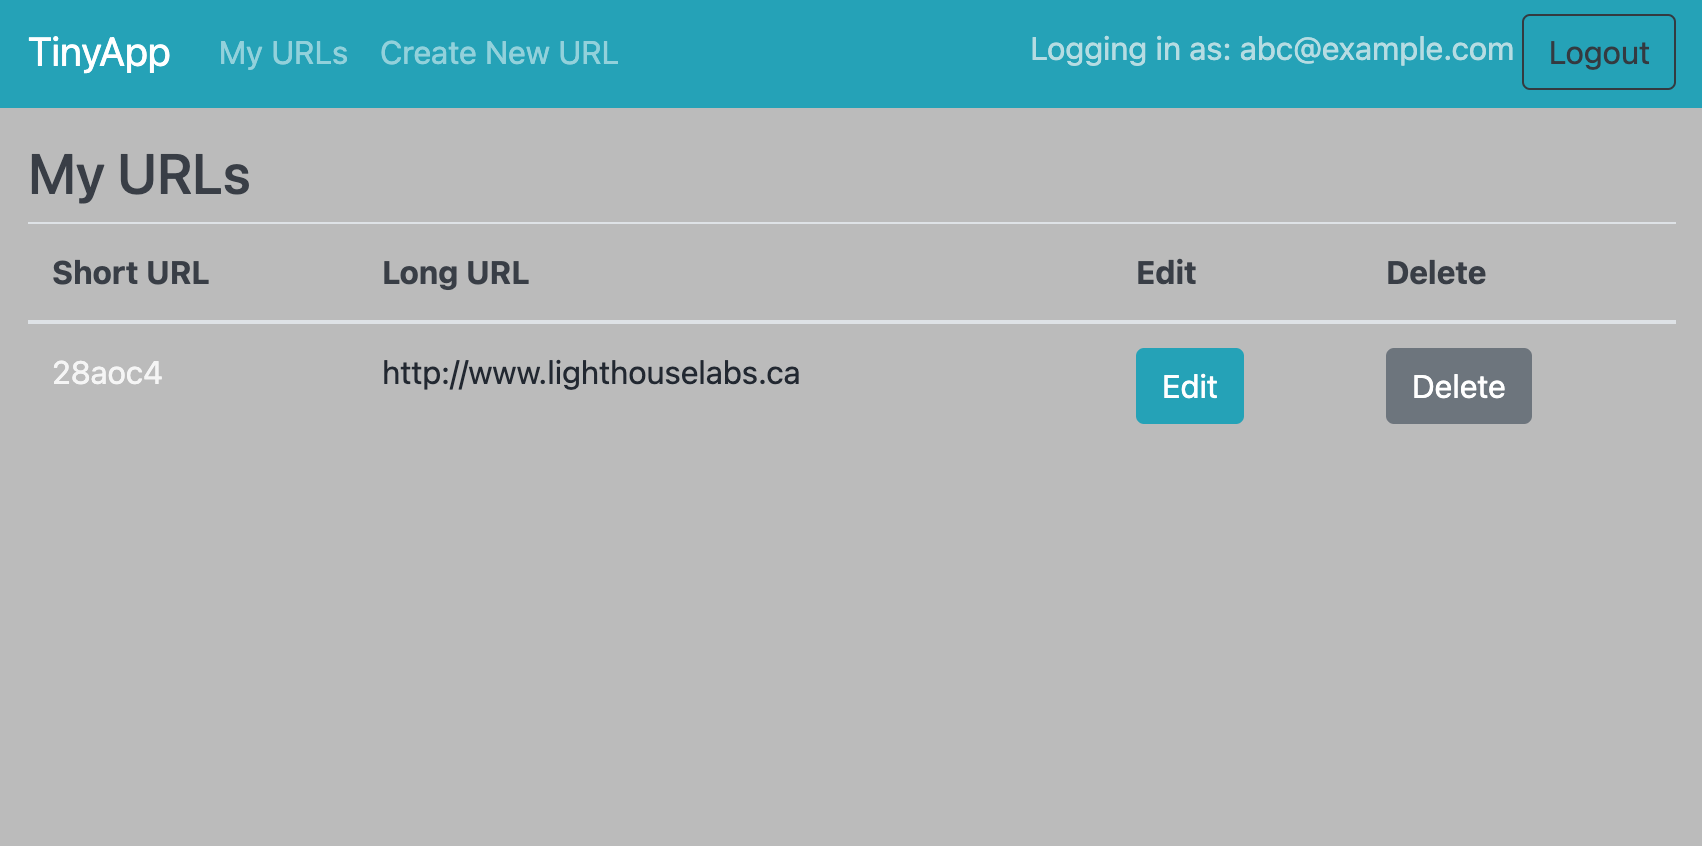 TinyApp My URLs Create New URL Logging in as: abc@example.com Logout
My URLs
Short URL Long URL Edit Delete
28aoc4 http://www.lighthouselabs.ca Edit Delete